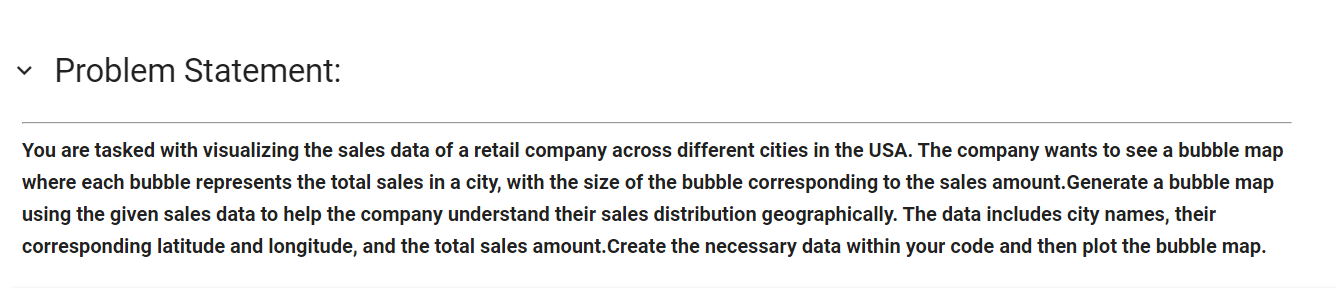 Problem Statement:
You are tasked with visualizing the sales data of a retail company across different cities in the USA. The company wants to see a bubble map
where each bubble represents the total sales in a city, with the size of the bubble corresponding to the sales amount.Generate a bubble map
using the given sales data to help the company understand their sales distribution geographically. The data includes city names, their
corresponding latitude and longitude, and the total sales amount.Create the necessary data within your code and then plot the bubble map.